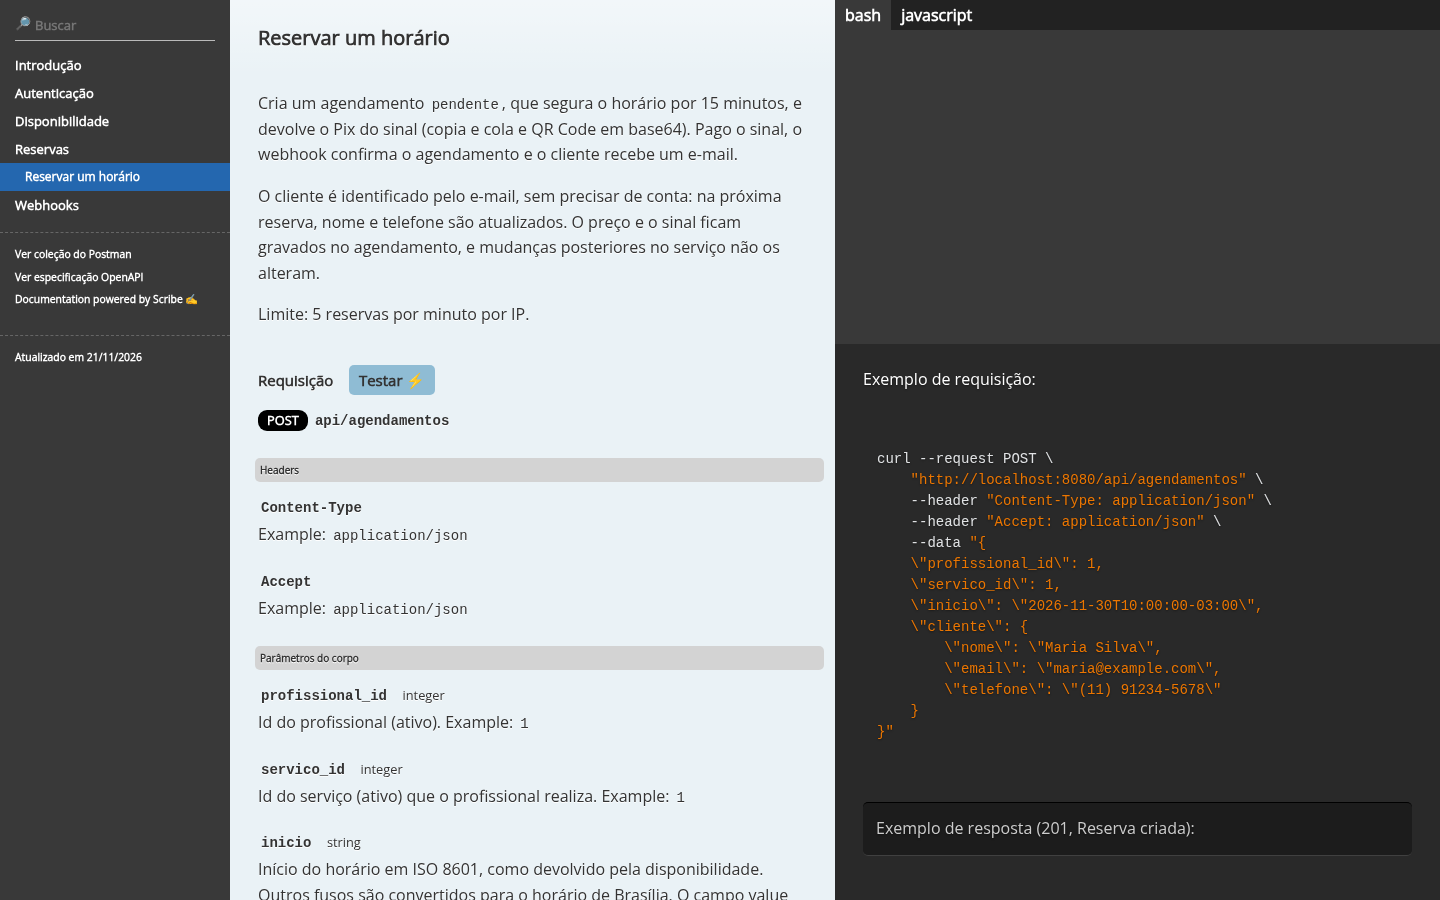 🔎 Buscar
Introdução
Autenticação
Disponibilidade
Reservas
Reservar um horário
Webhooks
Ver coleção do Postman
Ver especificação OpenAPI
Documentation powered by Scribe ✍
Atualizado em 21/11/2026
Reservar um horário
Cria um agendamento pendente, que segura o horário por 15 minutos, e
devolve o Pix do sinal (copia e cola e QR Code em base64). Pago o sinal, o
webhook confirma o agendamento e o cliente recebe um e-mail.
O cliente é identificado pelo e-mail, sem precisar de conta: na próxima
reserva, nome e telefone são atualizados. O preço e o sinal ficam
gravados no agendamento, e mudanças posteriores no serviço não os
alteram.
Limite: 5 reservas por minuto por IP.
Requisição Testar ⚡
POST api/agendamentos
Headers
Content-Type
Example: application/json
Accept
Example: application/json
Parâmetros do corpo
profissional_id integer
Id do profissional (ativo). Example: 1
servico_id integer
Id do serviço (ativo) que o profissional realiza. Example: 1
inicio string
Início do horário em ISO 8601, como devolvido pela disponibilidade.
Outros fusos são convertidos para o horário de Brasília. O campo value
bash javascript
Exemplo de requisição:
curl --request POST \
"http://localhost:8080/api/agendamentos" \
--header "Content-Type: application/json" \
--header "Accept: application/json" \
--data "{
\"profissional_id\": 1,
\"servico_id\": 1,
\"inicio\": \"2026-11-30T10:00:00-03:00\",
\"cliente\": {
\"nome\": \"Maria Silva\",
\"email\": \"maria@example.com\",
\"telefone\": \"(11) 91234-5678\"
}
}"
Exemplo de resposta (201, Reserva criada):